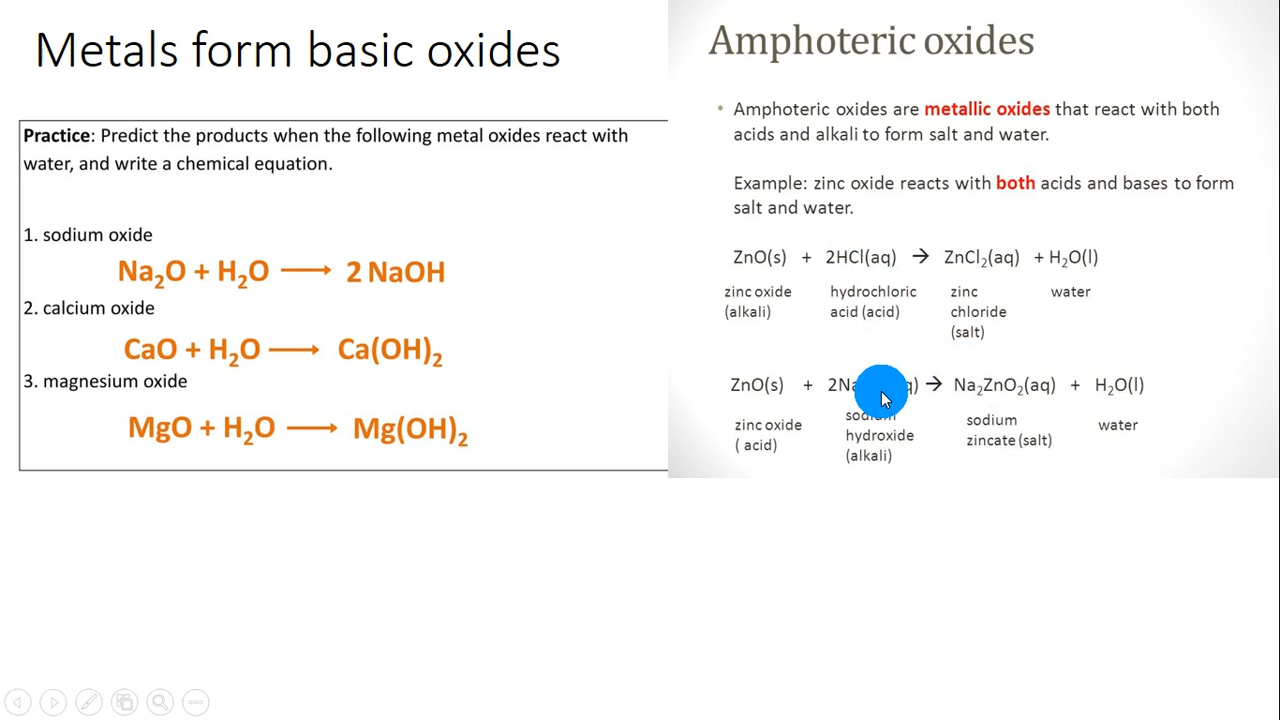 Metals form basic oxides
Practice: Predict the products when the following metal oxides react with
water, and write a chemical equation.
1. sodium oxide
Na₂O + H₂O ⟶ 2 NaOH
2. calcium oxide
CaO + H₂O ⟶ Ca(OH)₂
3. magnesium oxide
MgO + H₂O ⟶ Mg(OH)₂
Amphoteric oxides
• Amphoteric oxides are metallic oxides that react with both
acids and alkali to form salt and water.
Example: zinc oxide reacts with both acids and bases to form
salt and water.
ZnO(s) + 2HCl(aq) → ZnCl₂(aq) + H₂O(l)
zinc oxide hydrochloric zinc water
(alkali) acid (acid) chloride
(salt)
ZnO(s) + → Na₂ZnO₂(aq) + H₂O(l)
zinc oxide sodium sodium water
( acid) hydroxide zincate (salt)
(alkali)